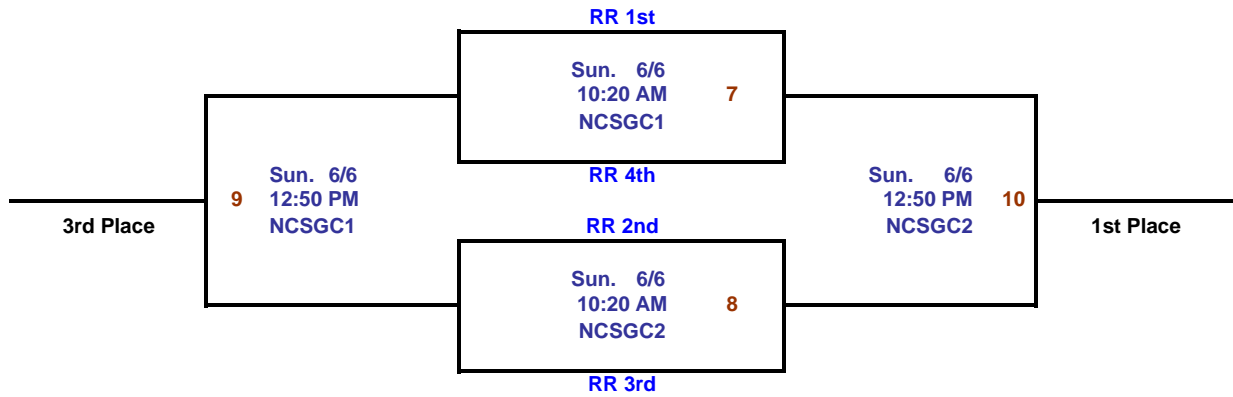 RR 1st
Sun. 6/6
10:20 AM 7
NCSGC1
RR 4th
Sun. 6/6
9 12:50 PM
NCSGC1
3rd Place
Sun. 6/6
12:50 PM 10
NCSGC2
1st Place
RR 2nd
Sun. 6/6
10:20 AM 8
NCSGC2
RR 3rd